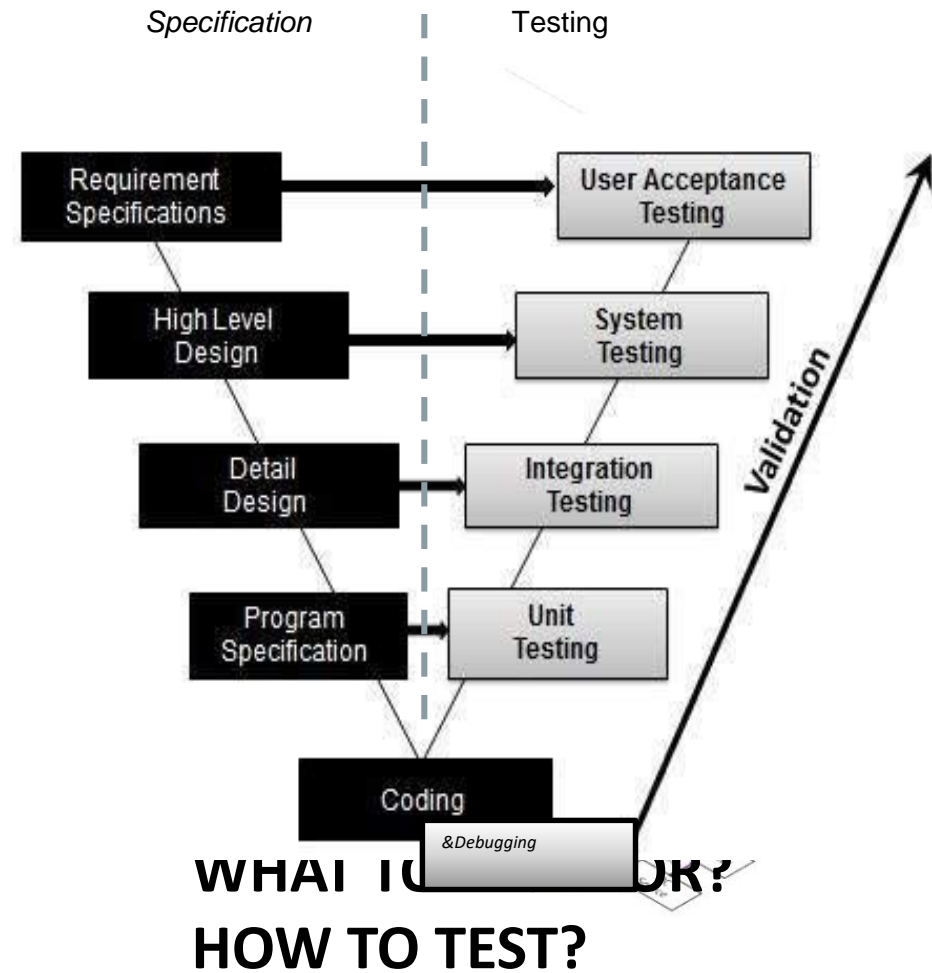 Specification
Testing
Requirement
Specifications
User Acceptance
Testing
High Level
Design
System
Testing
Detail
Design
Integration
Testing
Program
Specification
Unit
Testing
Validation
Coding
&Debugging
WHAT
HOW TO TEST?